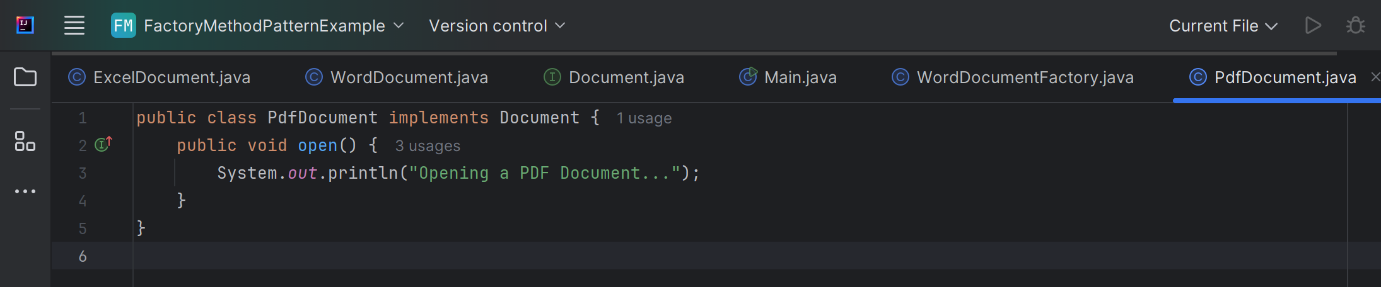 IJ FM FactoryMethodPatternExample Version control Current File
ExcelDocument.java WordDocument.java Document.java Main.java WordDocumentFactory.java PdfDocument.java
1 public class PdfDocument implements Document { 1 usage
2 public void open() { 3 usages
3 System.out.println("Opening a PDF Document...");
4 }
5 }
6